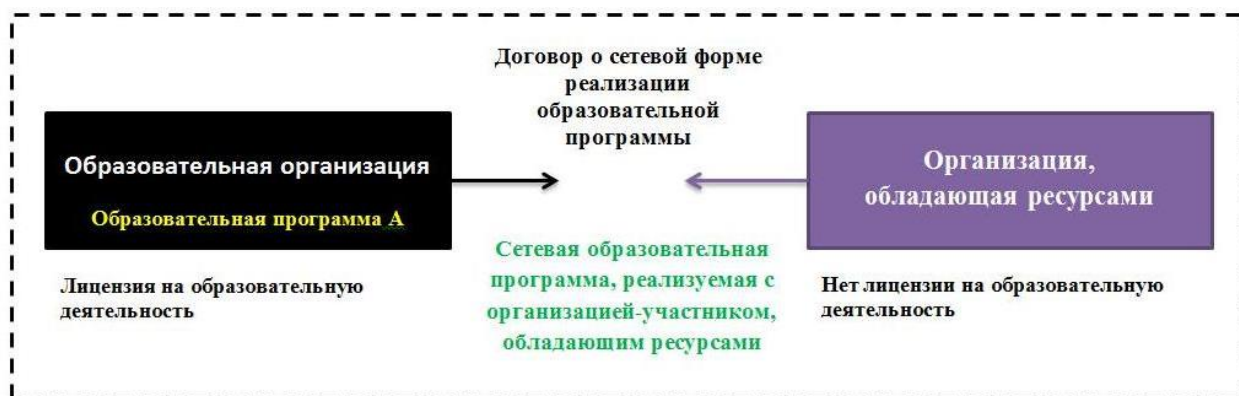 Договор о сетевой форме
реализации
образовательной
программы
Образовательная организация
Образовательная программа А
Организация,
обладающая ресурсами
Лицензия на образовательную
деятельность
Сетевая образовательная
программа, реализуемая с
организацией-участником,
обладающим ресурсами
Нет лицензии на образовательную
деятельность